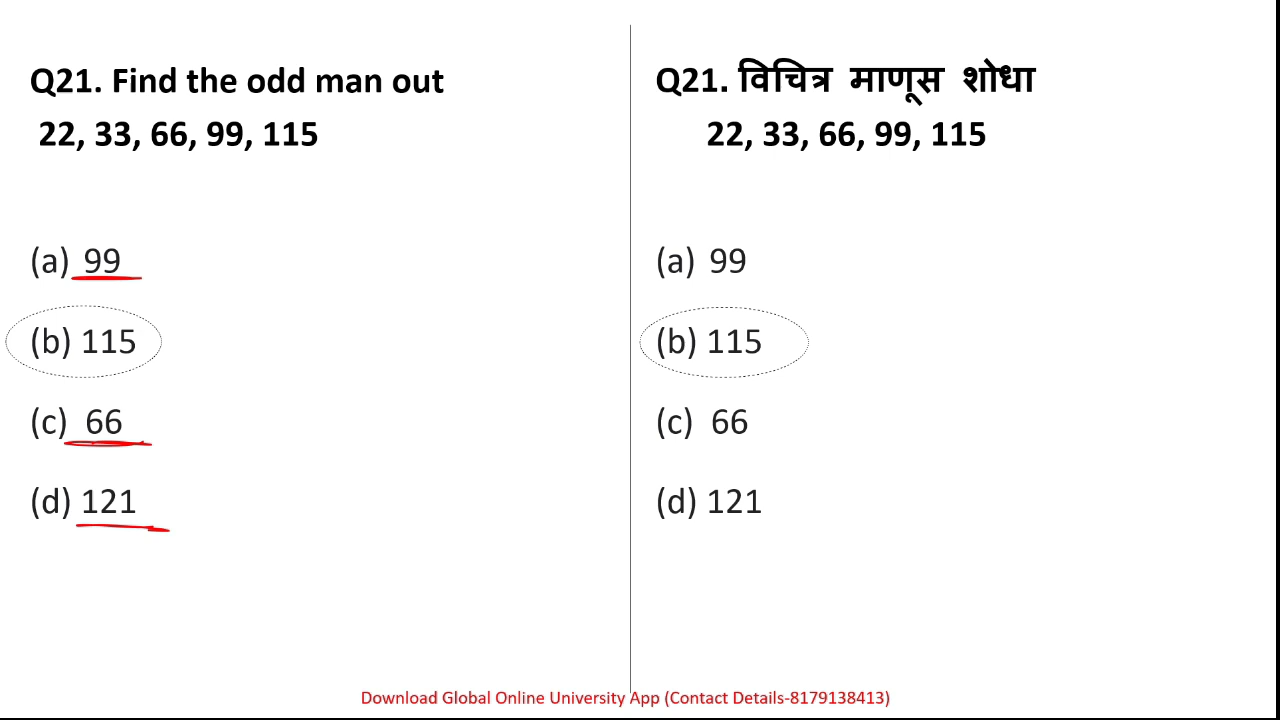 Q21. Find the odd man out
22, 33, 66, 99, 115
(a) 99
(b) 115
(c) 66
(d) 121
Q21. विचित्र माणूस शोधा
22, 33, 66, 99, 115
(a) 99
(b) 115
(c) 66
(d) 121
Download Global Online University App (Contact Details-8179138413)